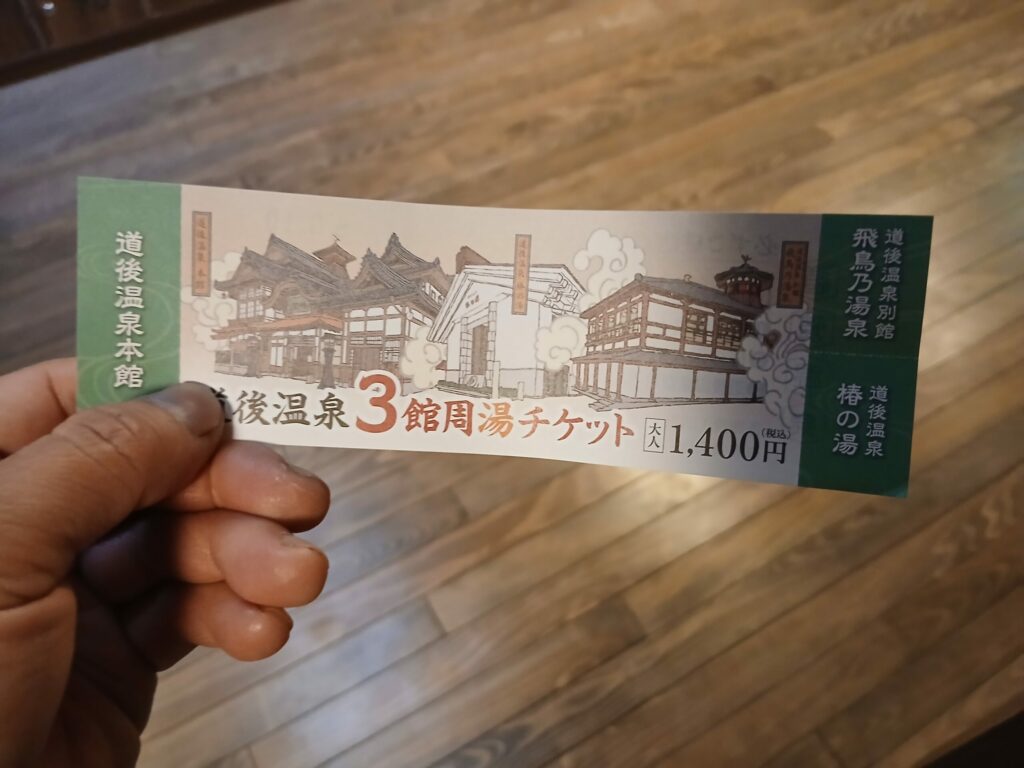 道後温泉本館
後温泉3館周湯チケット
大人
1,400円
(税込)
道後温泉別館
飛鳥乃湯泉
道後温泉
椿の湯